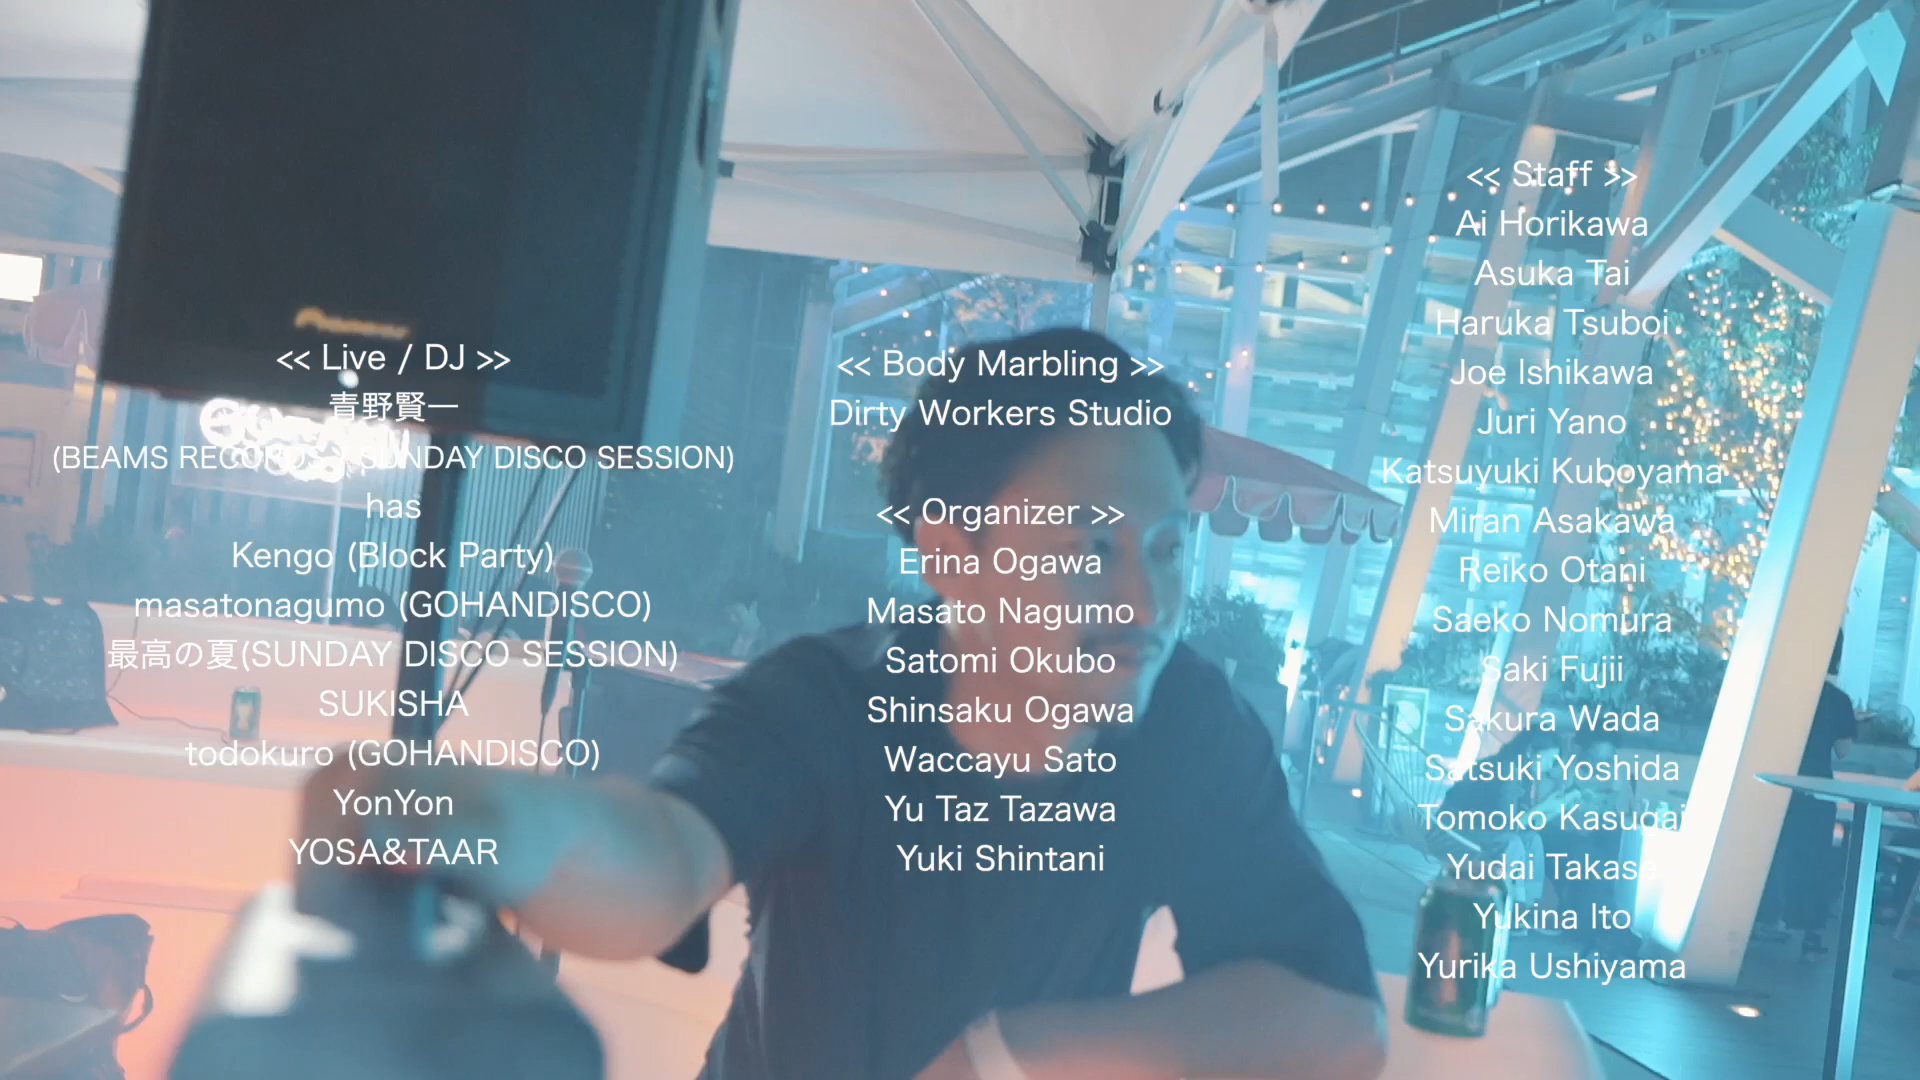 Pioneer
<< Live / DJ >>
青野賢一
(BEAMS RECORDS / SUNDAY DISCO SESSION)
has
Kengo (Block Party)
masatonagumo (GOHANDISCO)
最高の夏(SUNDAY DISCO SESSION)
SUKISHA
todokuro (GOHANDISCO)
YonYon
YOSA&TAAR
<< Body Marbling >>
Dirty Workers Studio
<< Organizer >>
Erina Ogawa
Masato Nagumo
Satomi Okubo
Shinsaku Ogawa
Waccayu Sato
Yu Taz Tazawa
Yuki Shintani
<< Staff >>
Ai Horikawa
Asuka Tai
Haruka Tsuboi
Joe Ishikawa
Juri Yano
Katsuyuki Kuboyama
Miran Asakawa
Reiko Otani
Saeko Nomura
Saki Fujii
Sakura Wada
Satsuki Yoshida
Tomoko Kasugai
Yudai Takase
Yukina Ito
Yurika Ushiyama